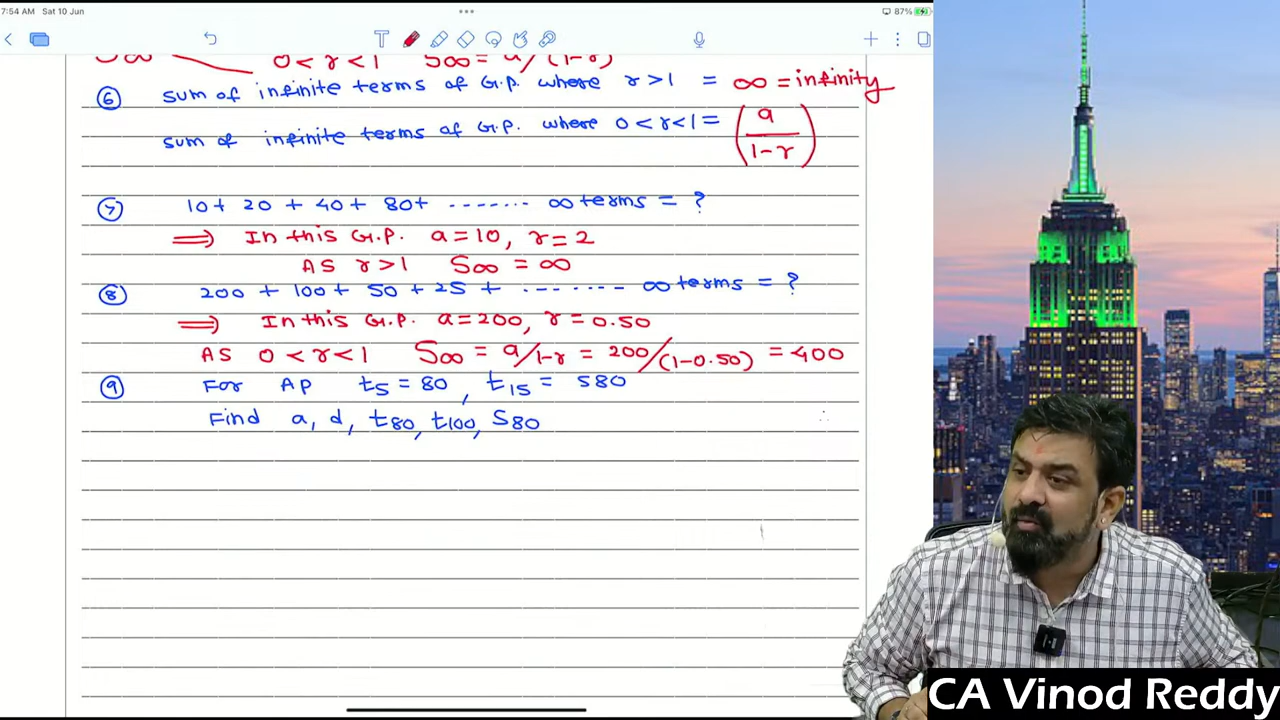 7:54 AM Sat 10 Jun
87%
S∞ 0 < r < 1 S∞ = a / (1-r)
⑥ sum of infinite terms of G.P. where r > 1 = ∞ = infinity
sum of infinite terms of G.P. where 0 < r < 1 = (a / 1-r)
⑦ 10 + 20 + 40 + 80 + ....... ∞ terms = ?
⟹ In this G.P. a = 10, r = 2
AS r > 1 S∞ = ∞
⑧ 200 + 100 + 50 + 25 + ........ ∞ terms = ?
⟹ In this G.P. a = 200, r = 0.50
AS 0 < r < 1 S∞ = a/1-r = 200/(1-0.50) = 400
⑨ For AP t5 = 80, t15 = 580
Find a, d, t80, t100, S80
CA Vinod Reddy